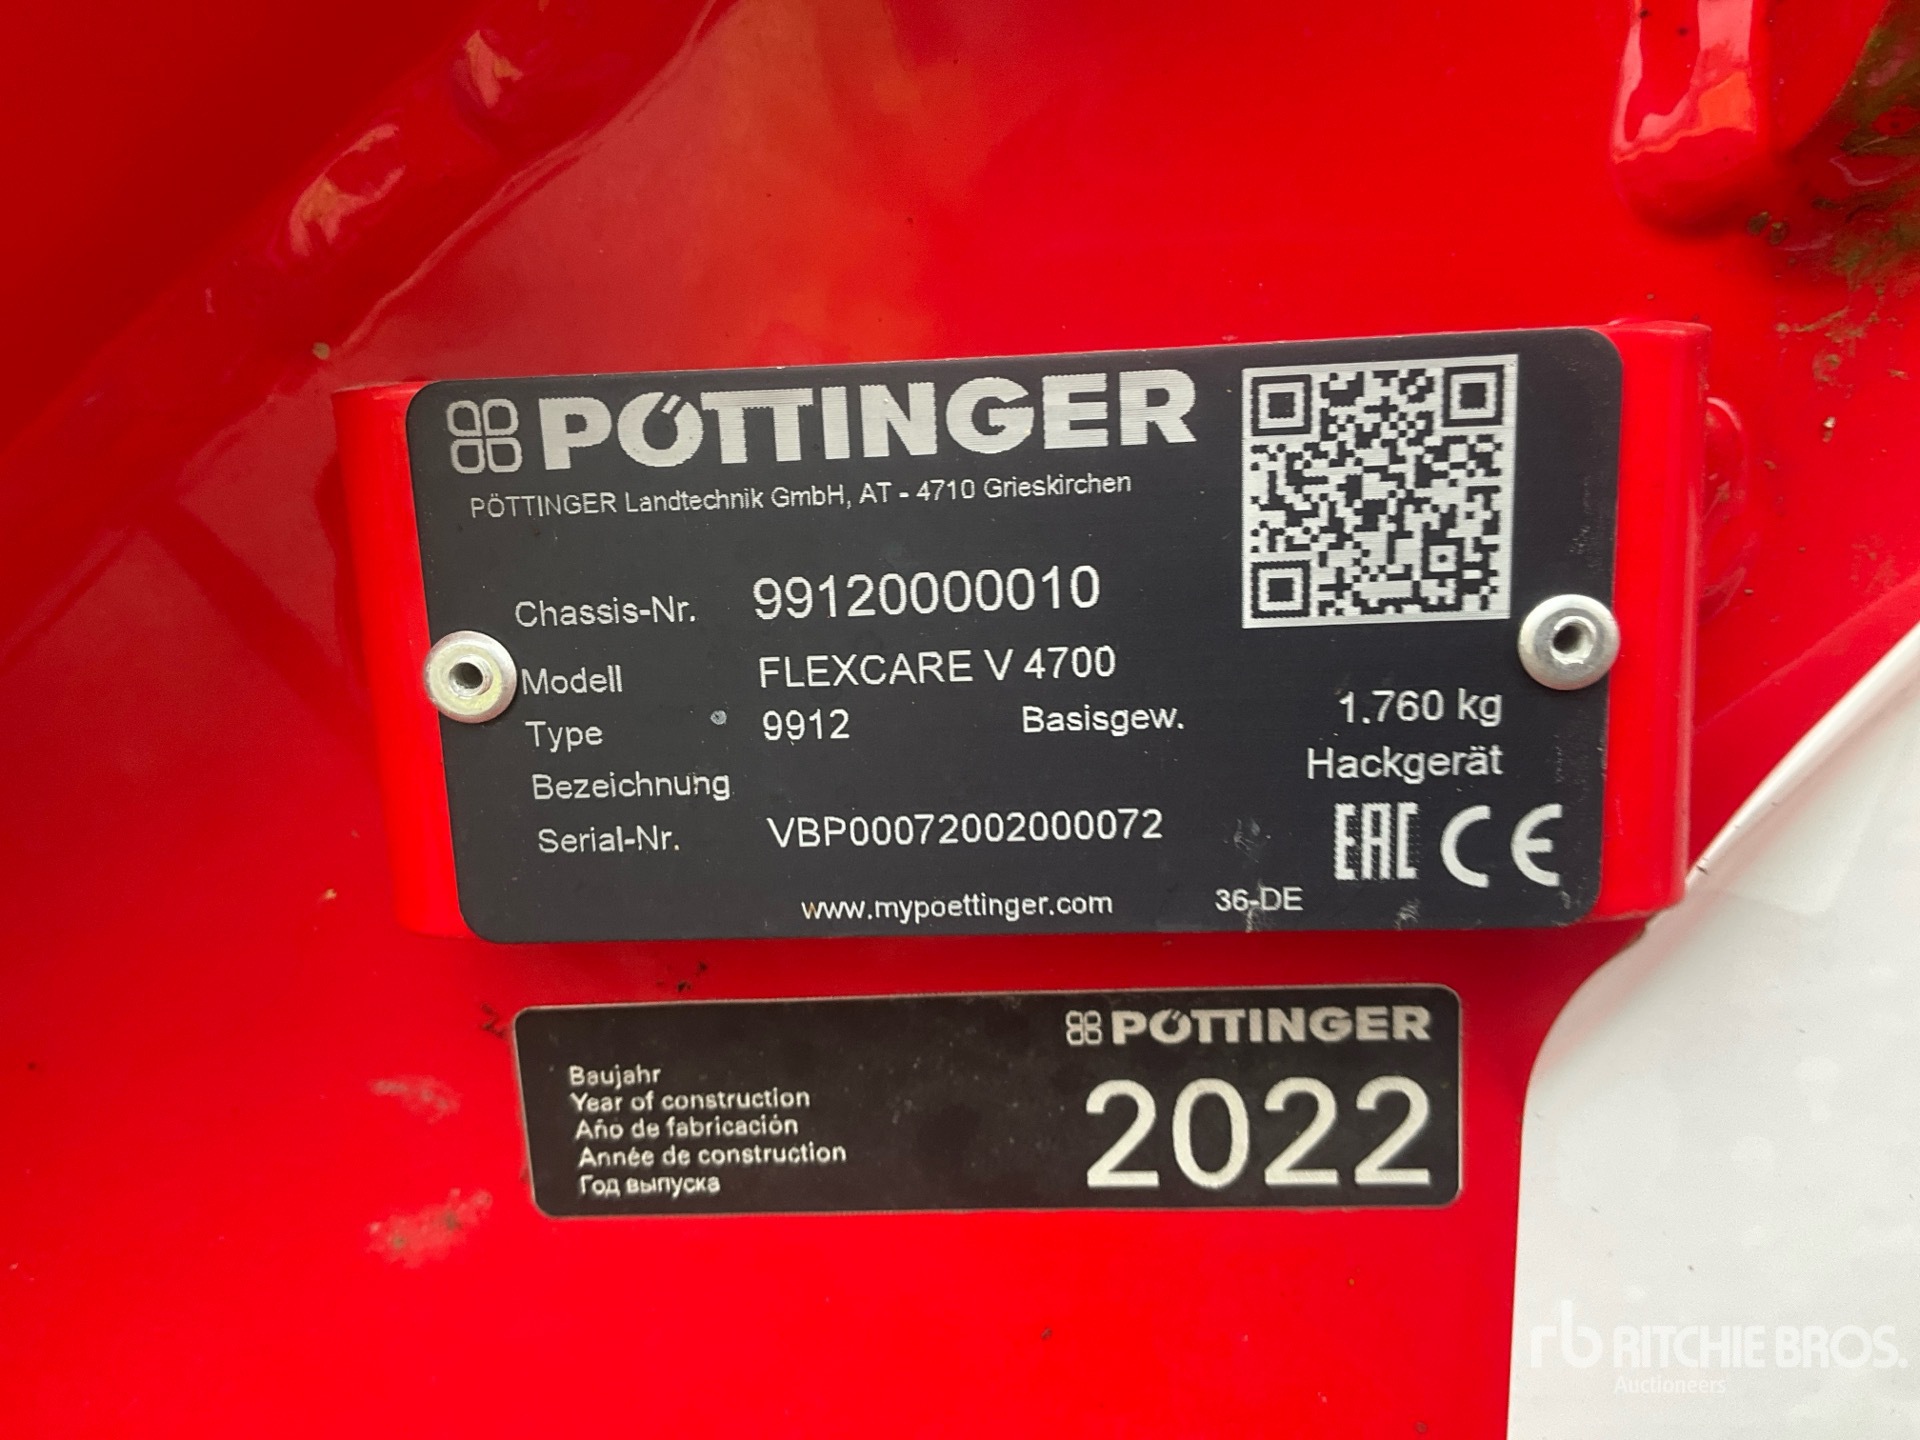 PÖTTINGER
PÖTTINGER Landtechnik GmbH, AT - 4710 Grieskirchen
Chassis-Nr. 99120000010
Modell FLEXCARE V 4700
Type 9912 Basisgew. 1.760 kg
Bezeichnung Hackgerät
Serial-Nr. VBP00072002000072
EAC CE
www.mypoettinger.com 36-DE
PÖTTINGER
Baujahr
Year of construction
Año de fabricación
Année de construction
Год выпуска
2022
rb RITCHIE BROS.
Auctioneers